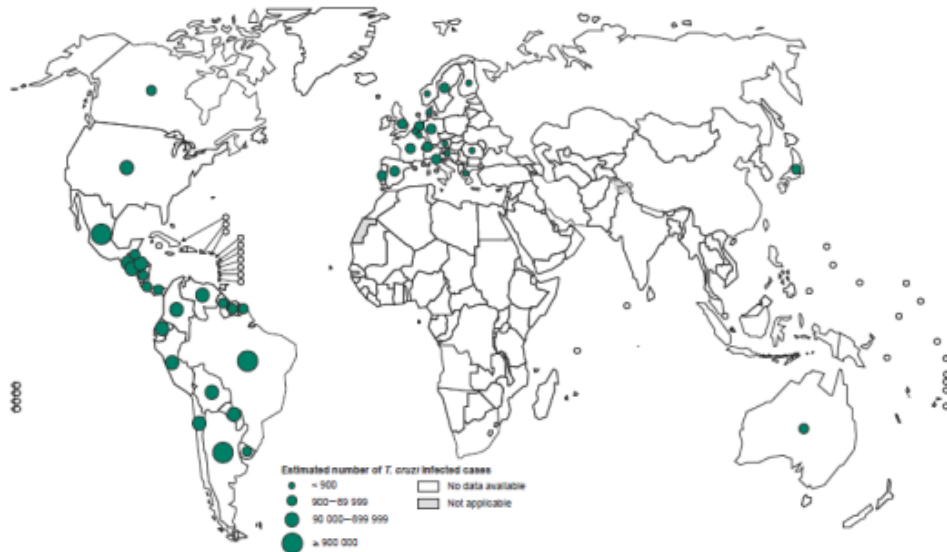 Estimated number of T. cruzi infected cases
< 900
900–89 999
90 000–899 999
≥ 900 000
No data available
Not applicable